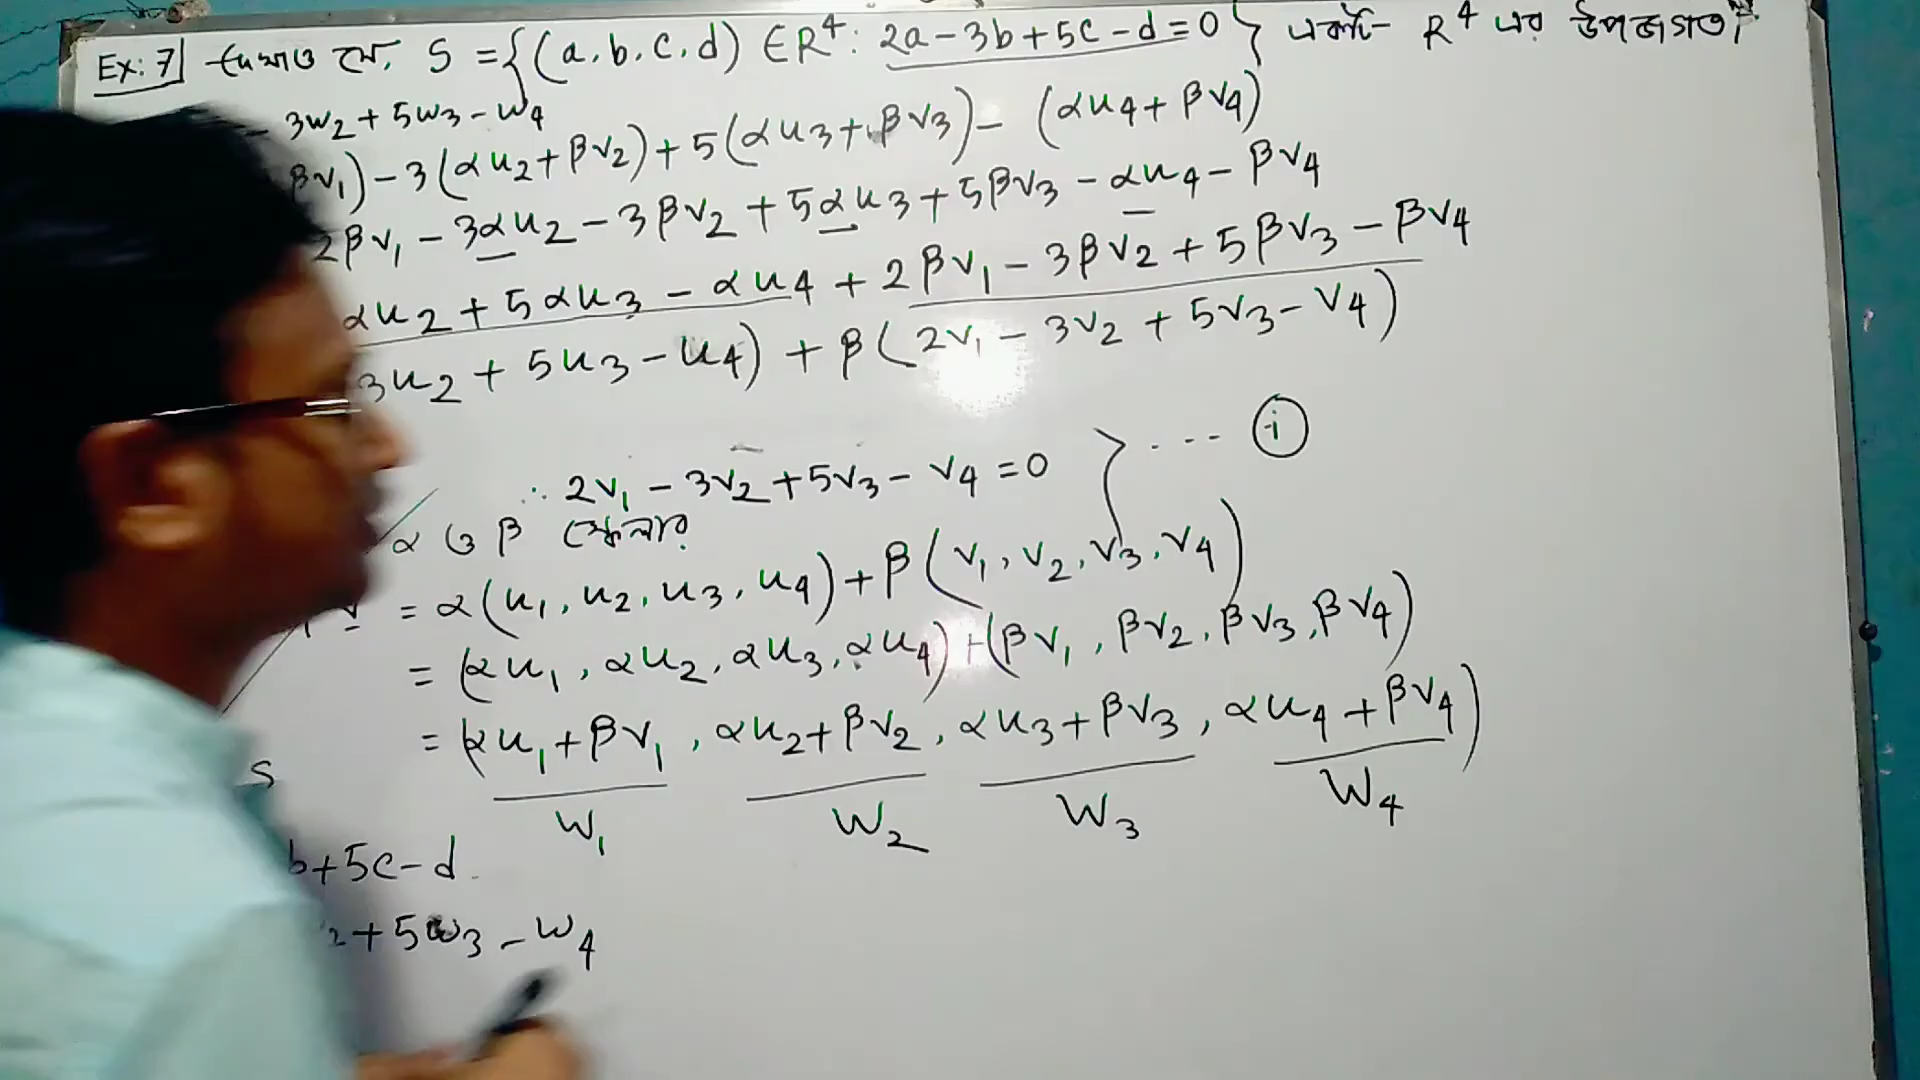 Ex: 7| দেখাও যে, S = {(a, b, c, d) ∈ R⁴ : 2a - 3b + 5c - d = 0} একটি R⁴ এর উপজগত।
- 3w₂ + 5w₃ - w₄
βv₁) - 3(αu₂ + βv₂) + 5(αu₃ + βv₃) - (αu₄ + βv₄)
2βv₁ - 3αu₂ - 3βv₂ + 5αu₃ + 5βv₃ - αu₄ - βv₄
αu₂ + 5αu₃ - αu₄ + 2βv₁ - 3βv₂ + 5βv₃ - βv₄
3u₂ + 5u₃ - u₄) + β(2v₁ - 3v₂ + 5v₃ - v₄)
∴ 2v₁ - 3v₂ + 5v₃ - v₄ = 0 } .... (i)
α ও β স্কেলার
v = α(u₁, u₂, u₃, u₄) + β(v₁, v₂, v₃, v₄)
= (αu₁, αu₂, αu₃, αu₄) + (βv₁, βv₂, βv₃, βv₄)
= (αu₁ + βv₁, αu₂ + βv₂, αu₃ + βv₃, αu₄ + βv₄)
S
W₁ W₂ W₃ W₄
b + 5c - d
₂ + 5w₃ - w₄